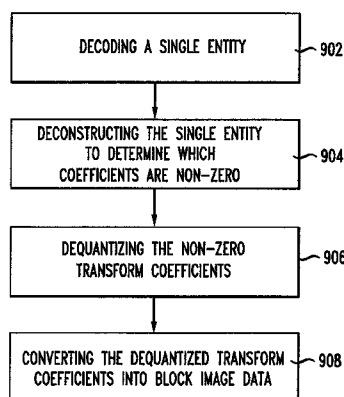 DECODING A SINGLE ENTITY
902
DECONSTRUCTING THE SINGLE ENTITY
TO DETERMINE WHICH
COEFFICIENTS ARE NON-ZERO
904
DEQUANTIZING THE NON-ZERO
TRANSFORM COEFFICIENTS
906
CONVERTING THE DEQUANTIZED TRANSFORM
COEFFICIENTS INTO BLOCK IMAGE DATA
908